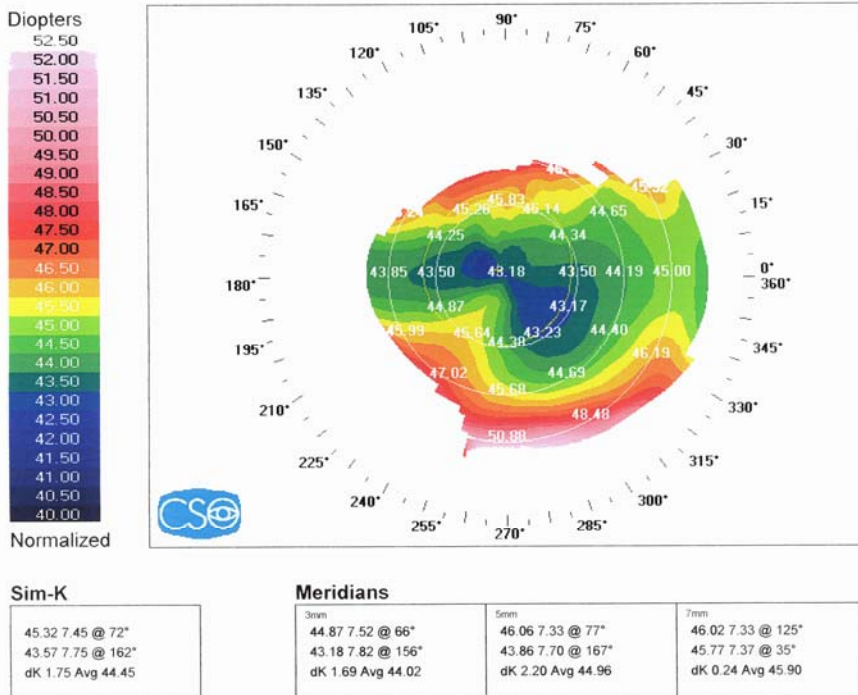 Diopters
52.50
52.00
51.50
51.00
50.50
50.00
49.50
49.00
48.50
48.00
47.50
47.00
46.50
46.00
45.50
45.00
44.50
44.00
43.50
43.00
42.50
42.00
41.50
41.00
40.50
40.00
Normalized
105° 90° 75°
120° 60°
135° 45°
150° 30°
165° 15°
180° 0°
360°
195° 345°
210° 330°
225° 315°
240° 300°
255° 270° 285°
45.83
45.26 45.14 44.65
44.25 44.34
43.85 43.50 43.18 43.50 44.19 45.00
44.87 43.17
45.99 45.64 43.23 44.40
44.38 46.19
47.02 44.69
45.68
48.48
50.88
CSO
Sim-K
45.32 7.45 @ 72°
43.57 7.75 @ 162°
dK 1.75 Avg 44.45
Meridians
3mm
44.87 7.52 @ 66°
43.18 7.82 @ 156°
dK 1.69 Avg 44.02
5mm
46.06 7.33 @ 77°
43.86 7.70 @ 167°
dK 2.20 Avg 44.96
7mm
46.02 7.33 @ 125°
45.77 7.37 @ 35°
dK 0.24 Avg 45.90